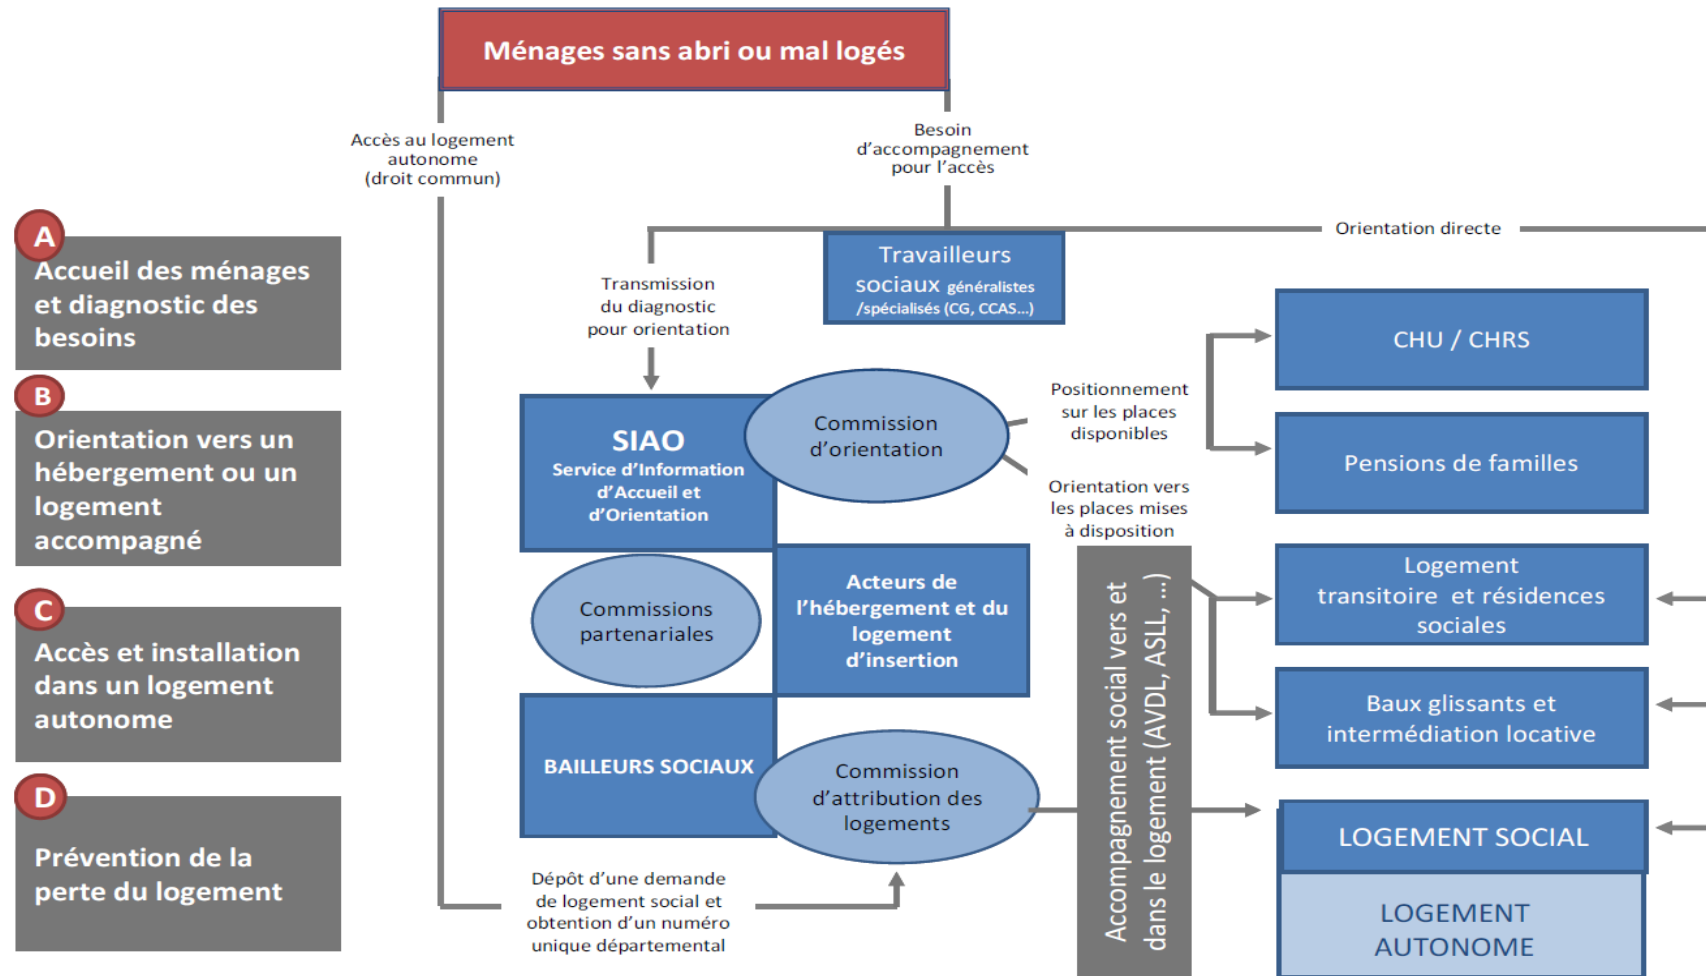 Ménages sans abri ou mal logés
Accès au logement
autonome
(droit commun)
Besoin
d'accompagnement
pour l'accès
A
Accueil des ménages
et diagnostic des
besoins
B
Orientation vers un
hébergement ou un
logement
accompagné
C
Accès et installation
dans un logement
autonome
D
Prévention de la
perte du logement
Transmission
du diagnostic
pour orientation
Travailleurs
sociaux généralistes
/spécialisés (CG, CCAS...)
Orientation directe
SIAO
Service d'Information
d'Accueil et
d'Orientation
Commission
d'orientation
Positionnement
sur les places
disponibles
Orientation vers
les places mises
à disposition
CHU / CHRS
Pensions de familles
Commissions
partenariales
Acteurs de
l'hébergement et du
logement
d'insertion
Accompagnement social vers et
dans le logement (AVDL, ASLL, ...)
Logement
transitoire et résidences
sociales
Baux glissants et
intermédiation locative
BAILLEURS SOCIAUX
Commission
d'attribution des
logements
LOGEMENT SOCIAL
LOGEMENT
AUTONOME
Dépôt d'une demande
de logement social et
obtention d'un numéro
unique départemental